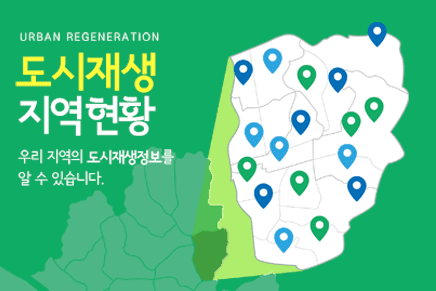 URBAN REGENERATION
도시재생
지역현황
우리 지역의 도시재생정보를
알 수 있습니다.